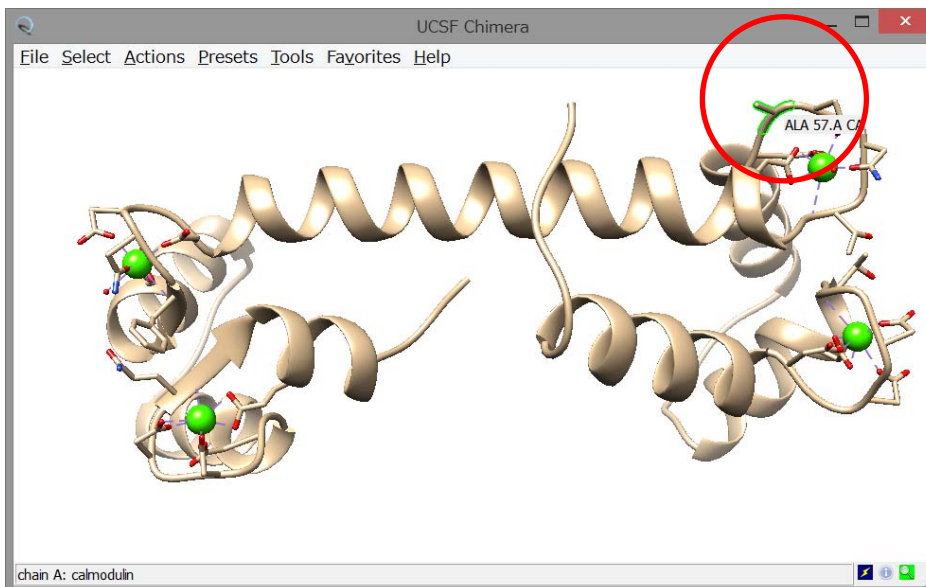 UCSF Chimera
File Select Actions Presets Tools Favorites Help
ALA 57.A CA
chain A: calmodulin